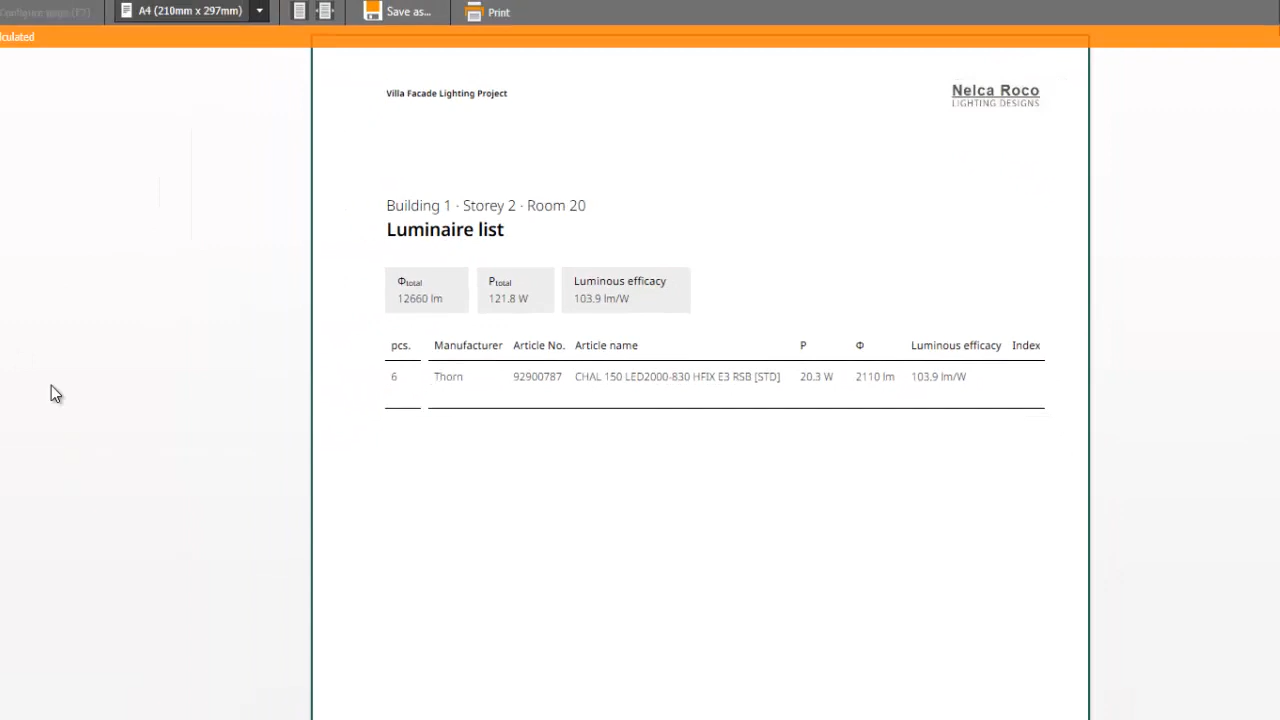 Configure page (F3)
A4 (210mm x 297mm)
Save as...
Print
lculated
Villa Facade Lighting Project
Nelca Roco
LIGHTING DESIGNS
Building 1 · Storey 2 · Room 20
Luminaire list
Φtotal Ptotal Luminous efficacy
12660 lm 121.8 W 103.9 lm/W
pcs. Manufacturer Article No. Article name P Φ Luminous efficacy Index
6 Thorn 92900787 CHAL 150 LED2000-830 HFIX E3 RSB [STD] 20.3 W 2110 lm 103.9 lm/W